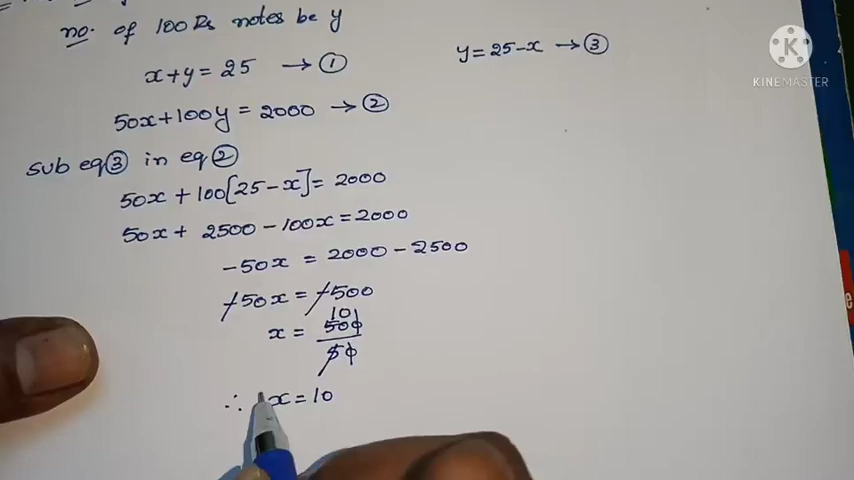 no. of 100 Rs notes be y
x+y = 25 → ①
y = 25-x → ③
50x+100y = 2000 → ②
sub eq③ in eq②
50x + 100[25-x] = 2000
50x + 2500 - 100x = 2000
-50x = 2000 - 2500
-50x = -500
10
x = 500
50
∴ x = 10
KINEMASTER